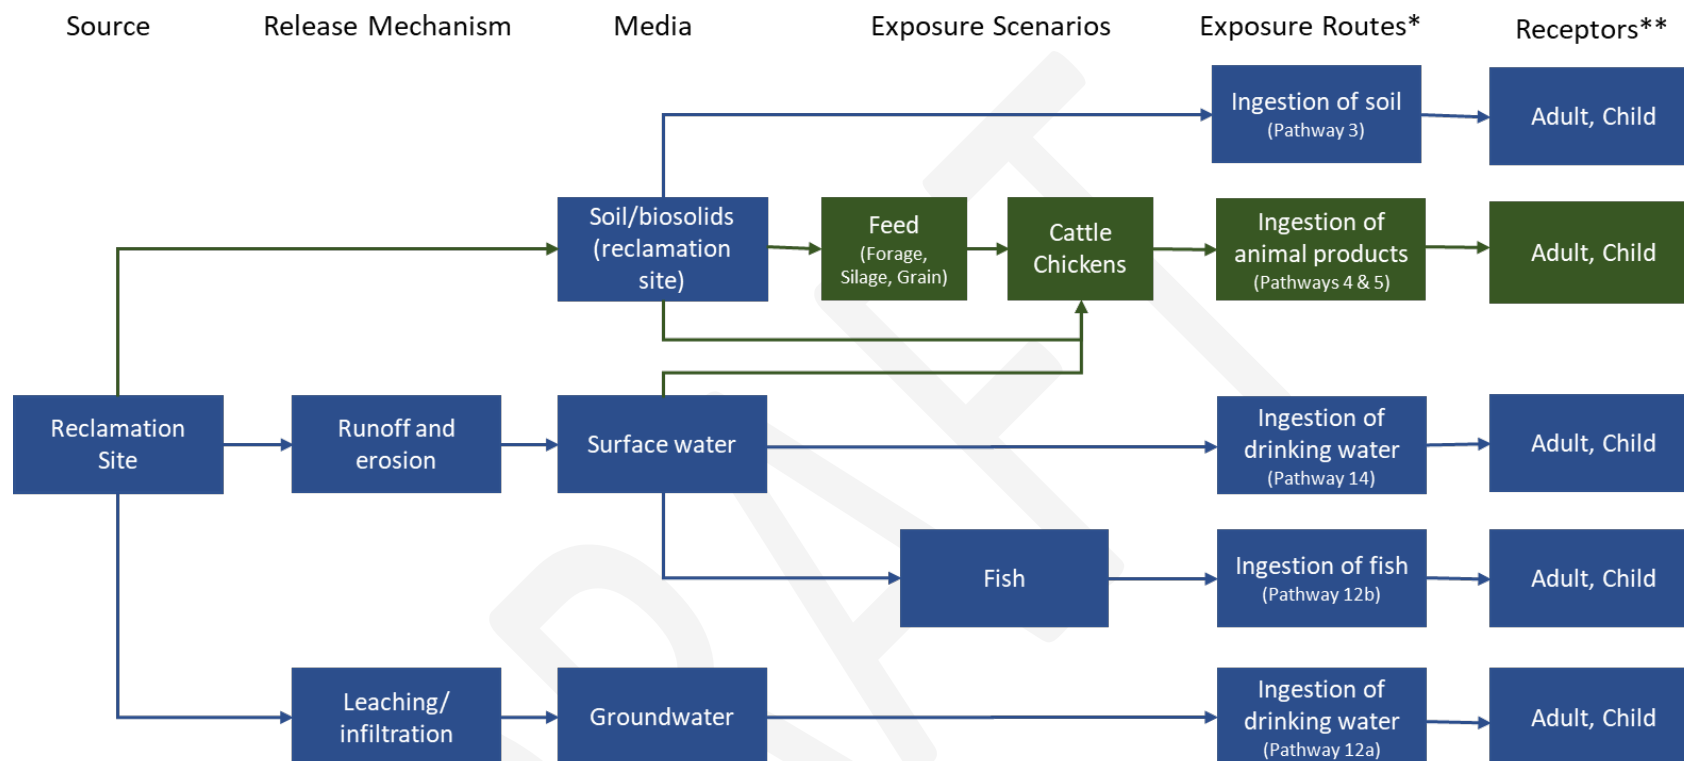 Source
Release Mechanism
Media
Exposure Scenarios
Exposure Routes*
Receptors**
Ingestion of soil
(Pathway 3)
Adult, Child
Soil/biosolids
(reclamation
site)
Feed
(Forage,
Silage, Grain)
Cattle
Chickens
Ingestion of
animal products
(Pathways 4 & 5)
Adult, Child
Reclamation
Site
Runoff and
erosion
Surface water
Ingestion of
drinking water
(Pathway 14)
Adult, Child
Fish
Ingestion of fish
(Pathway 12b)
Adult, Child
Leaching/
infiltration
Groundwater
Ingestion of
drinking water
(Pathway 12a)
Adult, Child
DRAFT